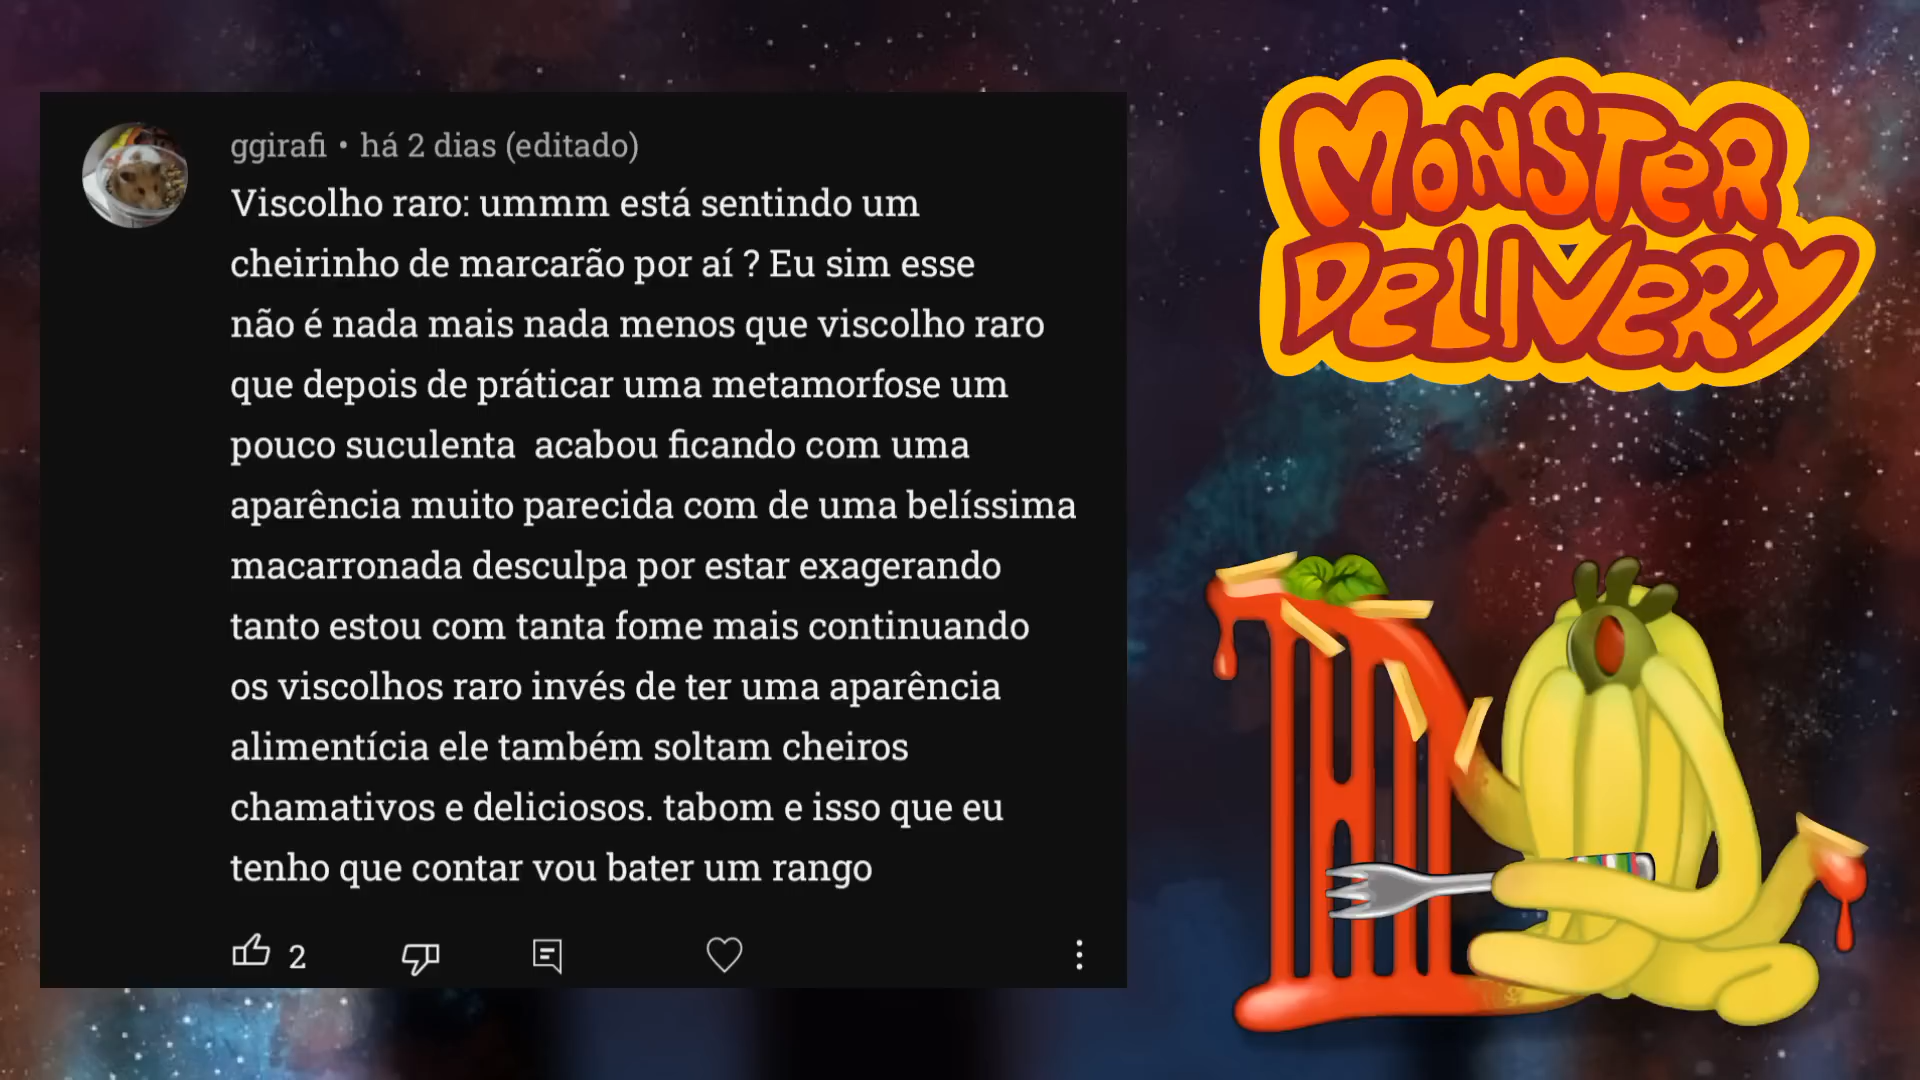 ggirafi • há 2 dias (editado)
Viscolho raro: ummm está sentindo um
cheirinho de marcarão por aí ? Eu sim esse
não é nada mais nada menos que viscolho raro
que depois de práticar uma metamorfose um
pouco suculenta  acabou ficando com uma
aparência muito parecida com de uma belíssima
macarronada desculpa por estar exagerando
tanto estou com tanta fome mais continuando
os viscolhos raro invés de ter uma aparência
alimentícia ele também soltam cheiros
chamativos e deliciosos. tabom e isso que eu
tenho que contar vou bater um rango
2
MONSTeR
DeLIVeRY